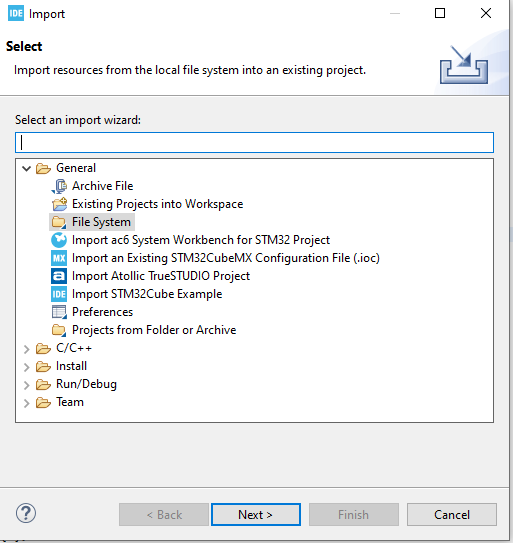 IDE Import
Select
Import resources from the local file system into an existing project.
Select an import wizard:
General
Archive File
Existing Projects into Workspace
File System
Import ac6 System Workbench for STM32 Project
MX Import an Existing STM32CubeMX Configuration File (.ioc)
a Import Atollic TrueSTUDIO Project
IDE Import STM32Cube Example
Preferences
Projects from Folder or Archive
C/C++
Install
Run/Debug
Team
? < Back Next > Finish Cancel